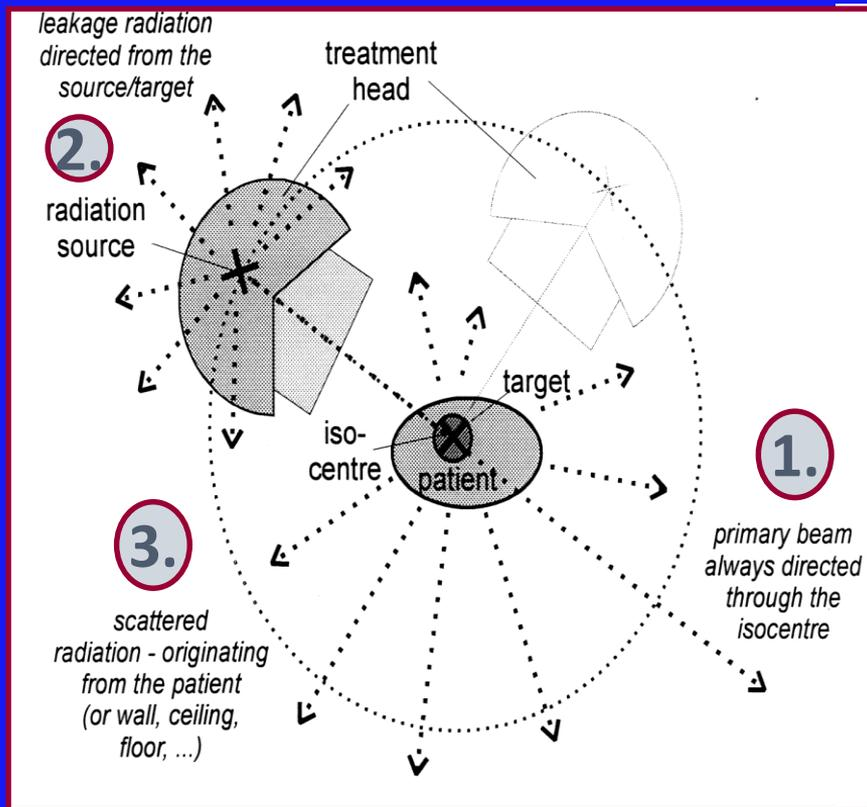 leakage radiation
directed from the
source/target
treatment
head
2.
radiation
source
target
iso-
centre
patient
1.
primary beam
always directed
through the
isocentre
3.
scattered
radiation - originating
from the patient
(or wall, ceiling,
floor, ...)